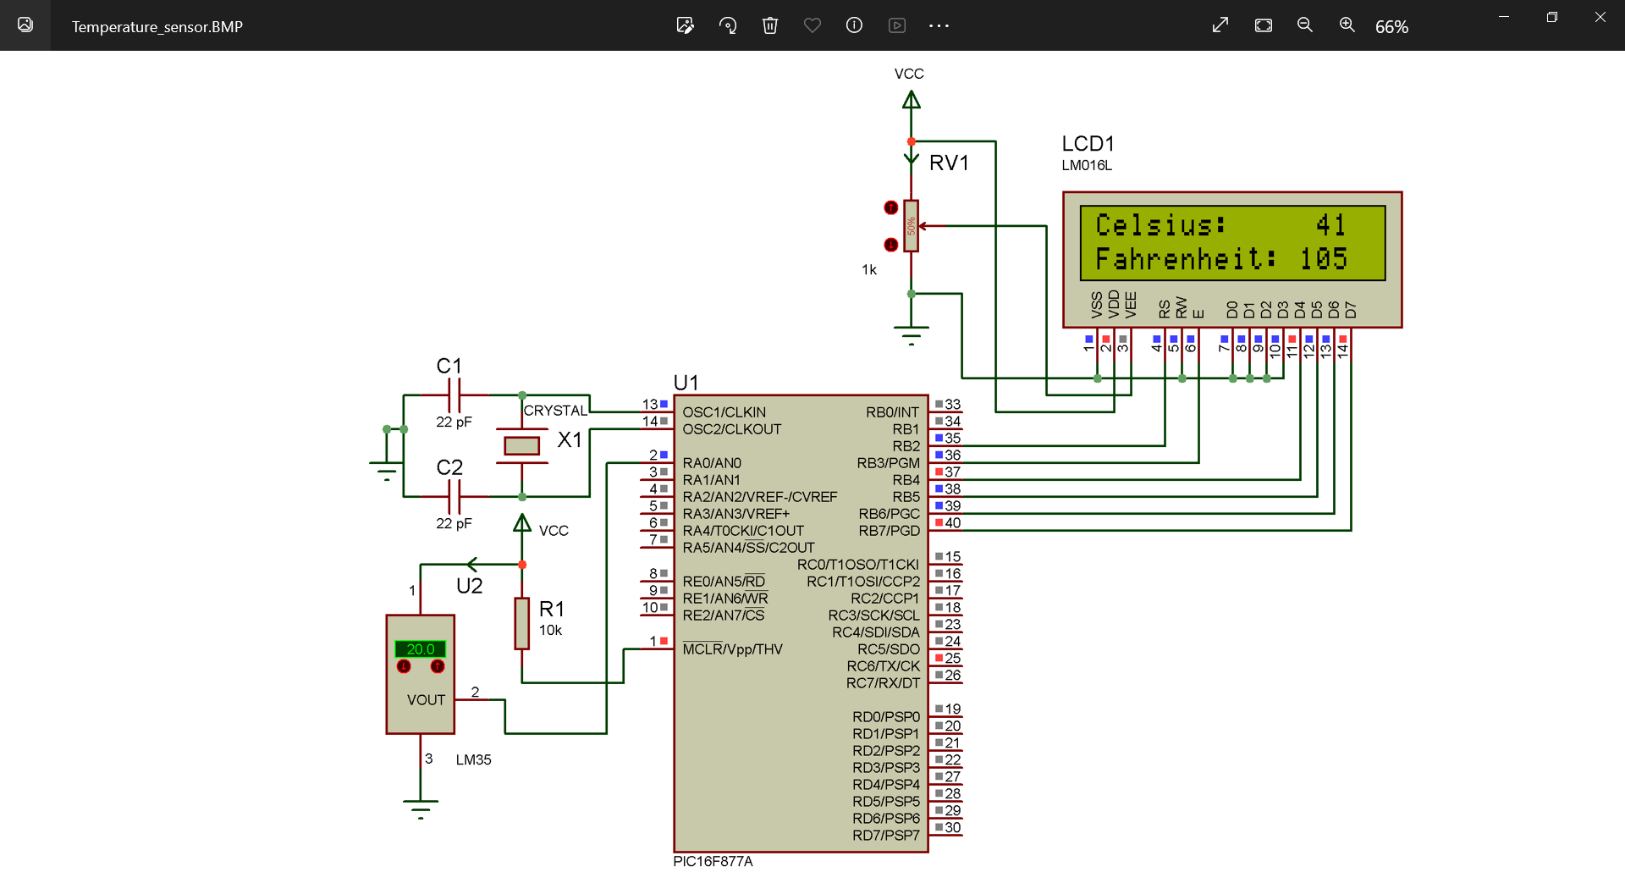 Temperature_sensor.BMP
66%
VCC
LCD1
LM016L
RV1
50%
1k
Celsius: 41
Fahrenheit: 105
VSS VDD VEE RS RW E D0 D1 D2 D3 D4 D5 D6 D7
1 2 3 4 5 6 7 8 9 10 11 12 13 14
C1
22 pF
CRYSTAL
X1
C2
22 pF
VCC
U2
1
R1
10k
20.0
VOUT
2
3
LM35
U1
13 OSC1/CLKIN
14 OSC2/CLKOUT
2 RA0/AN0
3 RA1/AN1
4 RA2/AN2/VREF-/CVREF
5 RA3/AN3/VREF+
6 RA4/T0CKI/C1OUT
7 RA5/AN4/SS/C2OUT
8 RE0/AN5/RD
9 RE1/AN6/WR
10 RE2/AN7/CS
1 MCLR/Vpp/THV
RB0/INT 33
RB1 34
RB2 35
RB3/PGM 36
RB4 37
RB5 38
RB6/PGC 39
RB7/PGD 40
RC0/T1OSO/T1CKI 15
RC1/T1OSI/CCP2 16
RC2/CCP1 17
RC3/SCK/SCL 18
RC4/SDI/SDA 23
RC5/SDO 24
RC6/TX/CK 25
RC7/RX/DT 26
RD0/PSP0 19
RD1/PSP1 20
RD2/PSP2 21
RD3/PSP3 22
RD4/PSP4 27
RD5/PSP5 28
RD6/PSP6 29
RD7/PSP7 30
PIC16F877A